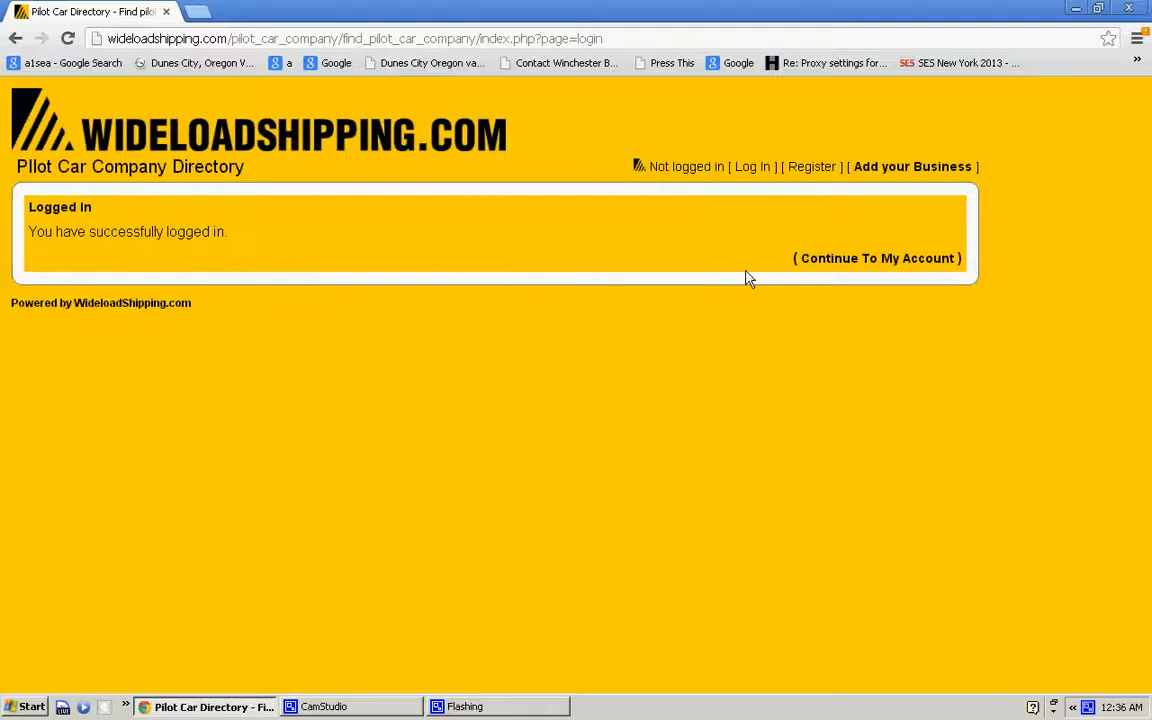 Pilot Car Directory - Find pilo
wideloadshipping.com/pilot_car_company/find_pilot_car_company/index.php?page=login
a1sea - Google Search
Dunes City, Oregon V...
a
Google
Dunes City Oregon va...
Contact Winchester B...
Press This
Google
Re: Proxy settings for...
SES SES New York 2013 - ...
WIDELOADSHIPPING.COM
PIlot Car Company Directory
Not logged in [ Log In ] [ Register ] [ Add your Business ]
Logged In
You have successfully logged in.
( Continue To My Account )
Powered by WideloadShipping.com
Start
LIVE
Pilot Car Directory - Fi...
CamStudio
Flashing
12:36 AM